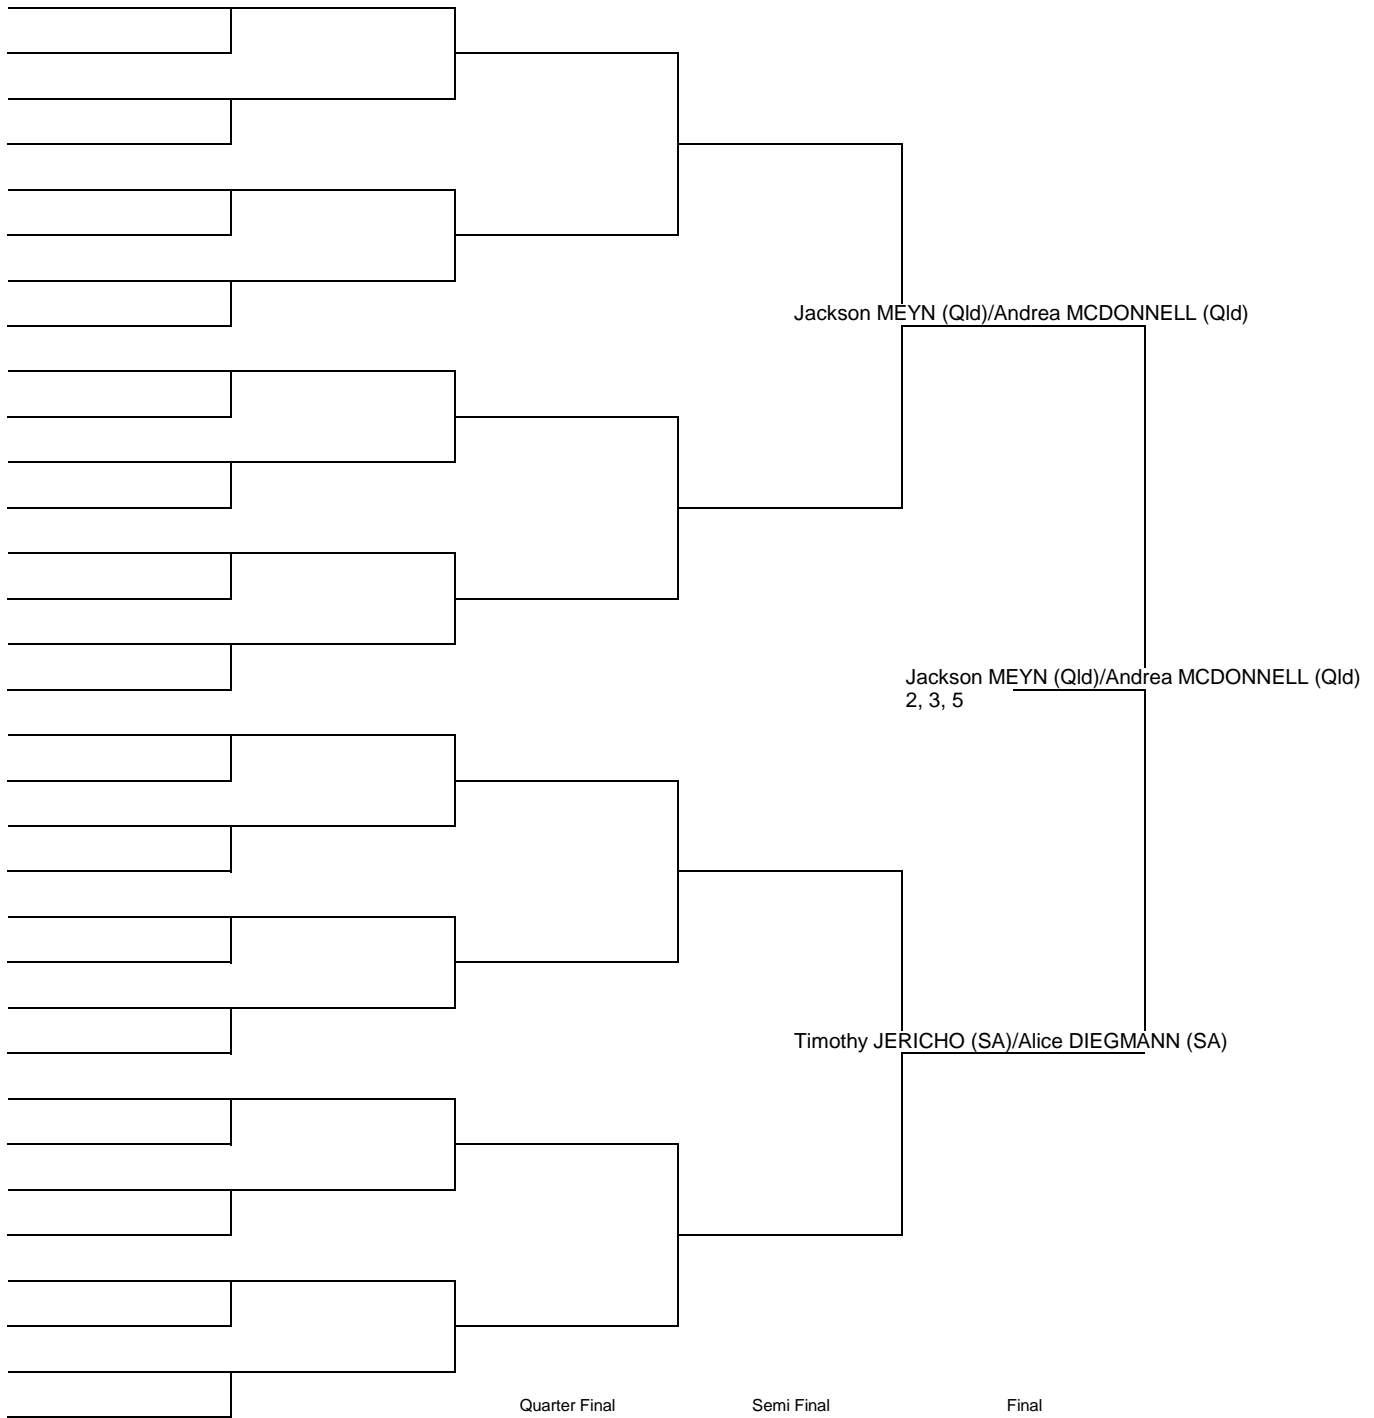 Jackson MEYN (Qld)/Andrea MCDONNELL (Qld)
Jackson MEYN (Qld)/Andrea MCDONNELL (Qld)
2, 3, 5
Timothy JERICHO (SA)/Alice DIEGMANN (SA)
Quarter Final Semi Final Final